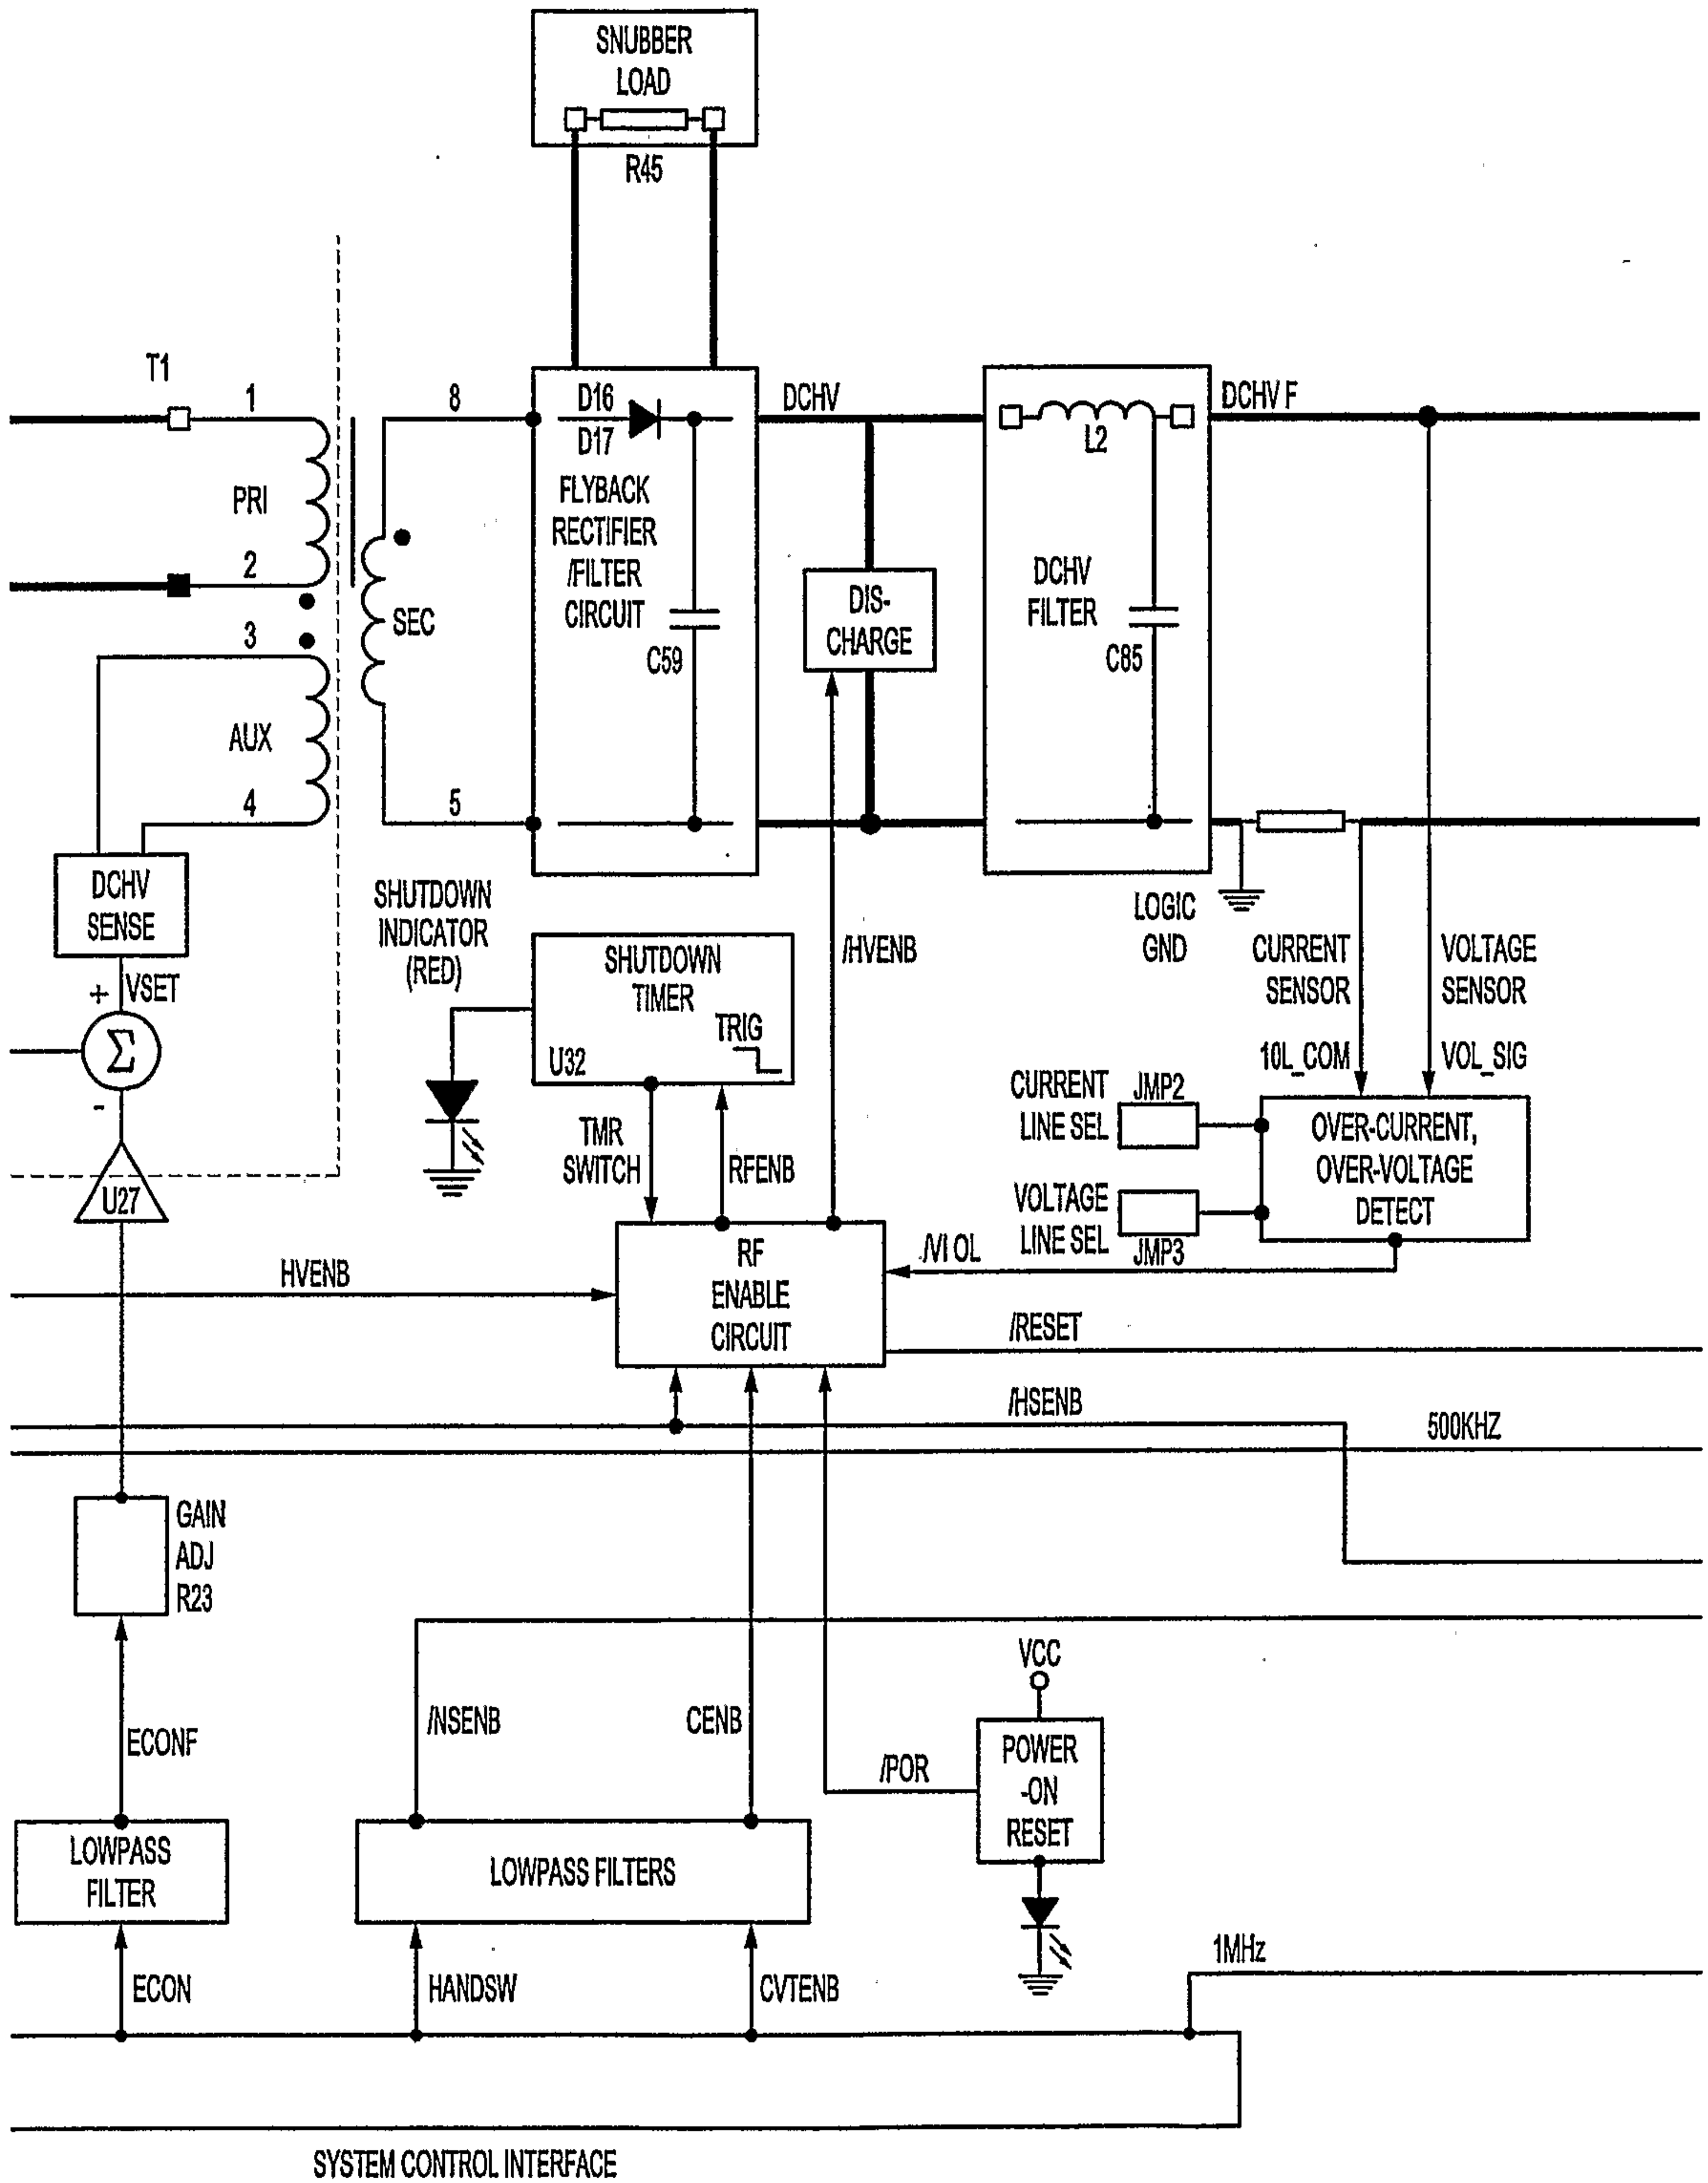 SNUBBER
LOAD
R45
T1
1
8
D16
D17
DCHV
L2
DCHV F
PRI
2
FLYBACK
RECTIFIER
/FILTER
CIRCUIT
SEC
C59
DIS-
CHARGE
DCHV
FILTER
C85
3
AUX
4
5
DCHV
SENSE
SHUTDOWN
INDICATOR
(RED)
SHUTDOWN
TIMER
TRIG
U32
/HVENB
LOGIC
GND
CURRENT
SENSOR
VOLTAGE
SENSOR
+
VSET
Σ
-
10L_COM
VOL_SIG
CURRENT
LINE SEL
JMP2
OVER-CURRENT,
OVER-VOLTAGE
DETECT
VOLTAGE
LINE SEL
JMP3
TMR
SWITCH
RFENB
U27
HVENB
RF
ENABLE
CIRCUIT
/VI OL
/RESET
/HSENB
500KHZ
GAIN
ADJ
R23
VCC
ECONF
/NSENB
CENB
/POR
POWER
-ON
RESET
LOWPASS
FILTER
LOWPASS FILTERS
1MHz
ECON
HANDSW
CVTENB
SYSTEM CONTROL INTERFACE